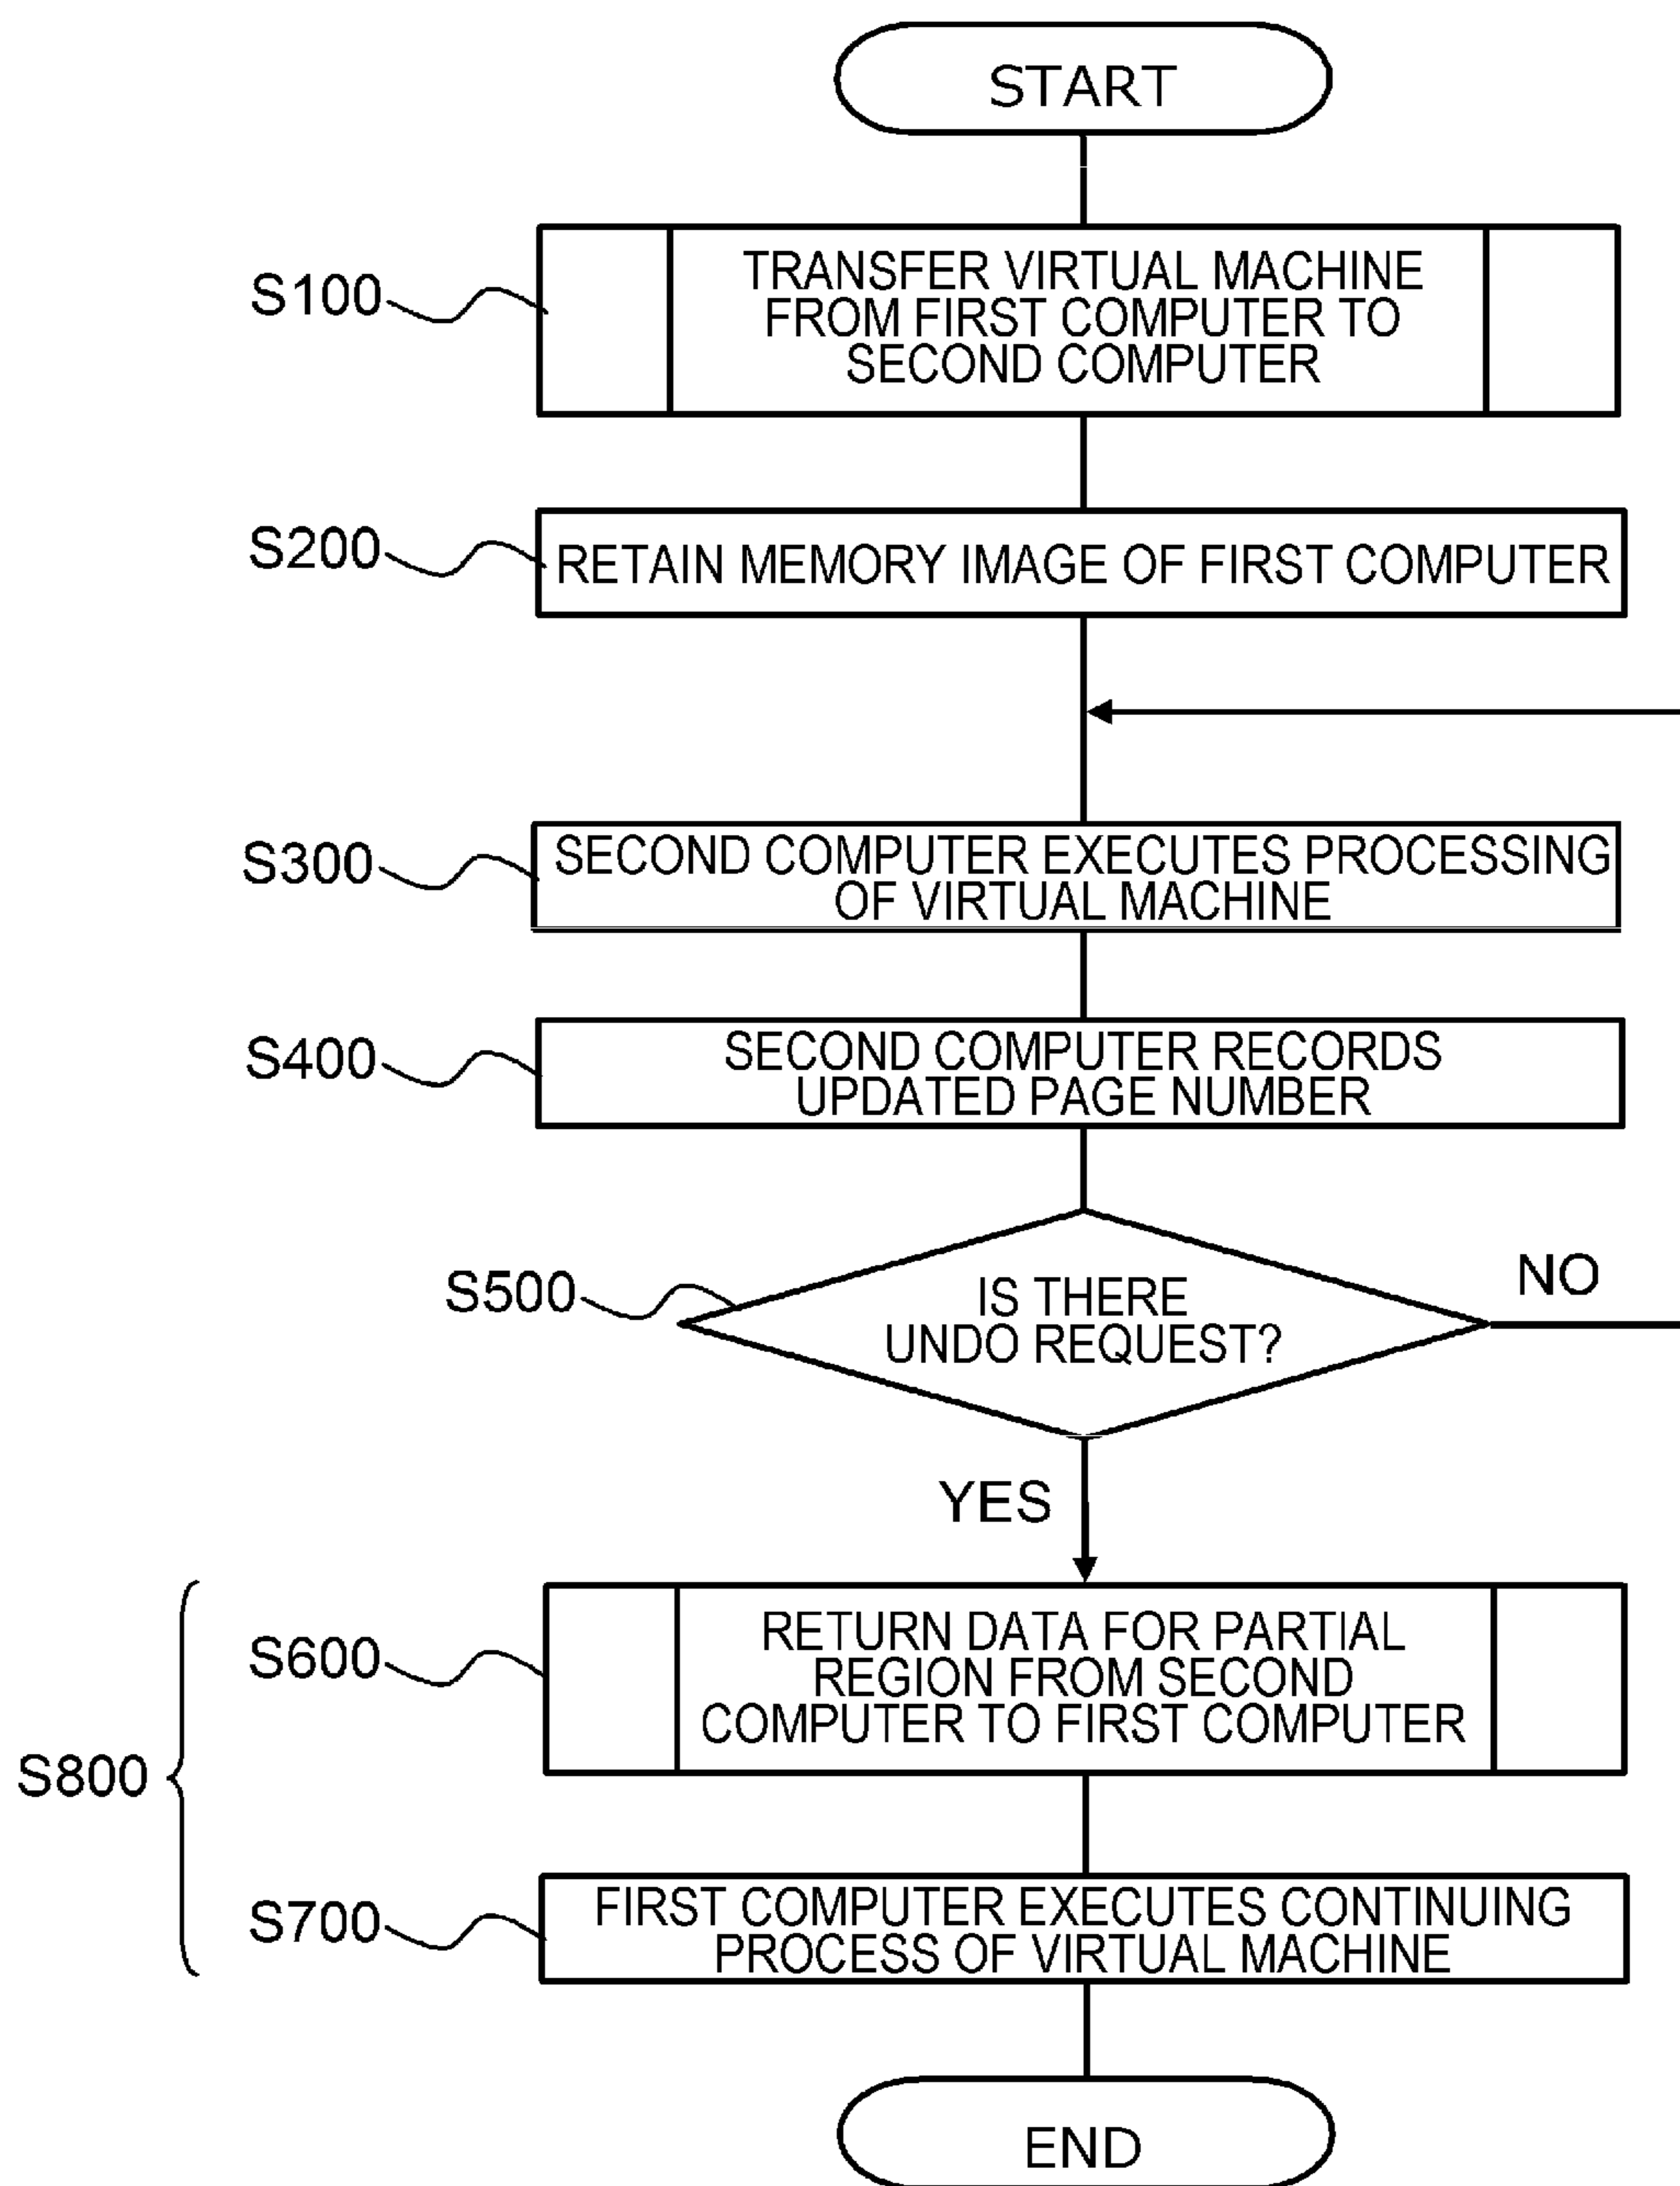 START
S100
TRANSFER VIRTUAL MACHINE
FROM FIRST COMPUTER TO
SECOND COMPUTER
S200
RETAIN MEMORY IMAGE OF FIRST COMPUTER
S300
SECOND COMPUTER EXECUTES PROCESSING
OF VIRTUAL MACHINE
S400
SECOND COMPUTER RECORDS
UPDATED PAGE NUMBER
S500
IS THERE
UNDO REQUEST?
NO
YES
S800
S600
RETURN DATA FOR PARTIAL
REGION FROM SECOND
COMPUTER TO FIRST COMPUTER
S700
FIRST COMPUTER EXECUTES CONTINUING
PROCESS OF VIRTUAL MACHINE
END